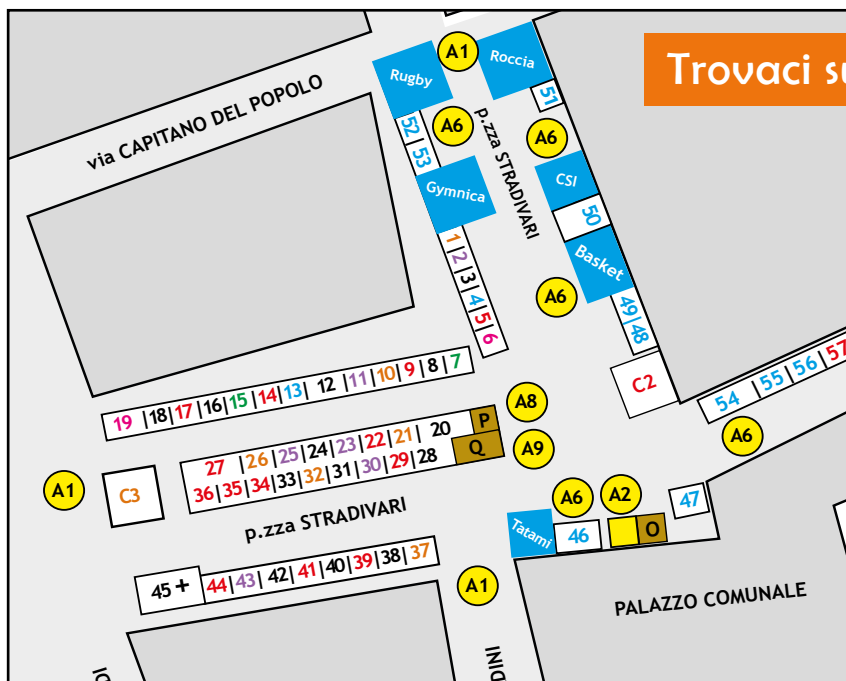 A1
Rugby
Roccia
Trovaci su
via CAPITANO DEL POPOLO
52 53
A6
p.zza STRADIVARI
51
A6
Gymnica
CSI
50
Basket
1 2 3 4 5 6
A6
49 48
C2
19 18 17 16 15 14 13 12 11 10 9 8 7
54 55 56 57
A8
A6
27 26 25 24 23 22 21 20 P
36 35 34 33 32 31 30 29 28 Q
A9
A1
C3
p.zza STRADIVARI
A6
A2
47
Tatami
46
O
45 + 44 43 42 41 40 39 38 37
A1
PALAZZO COMUNALE
DINI